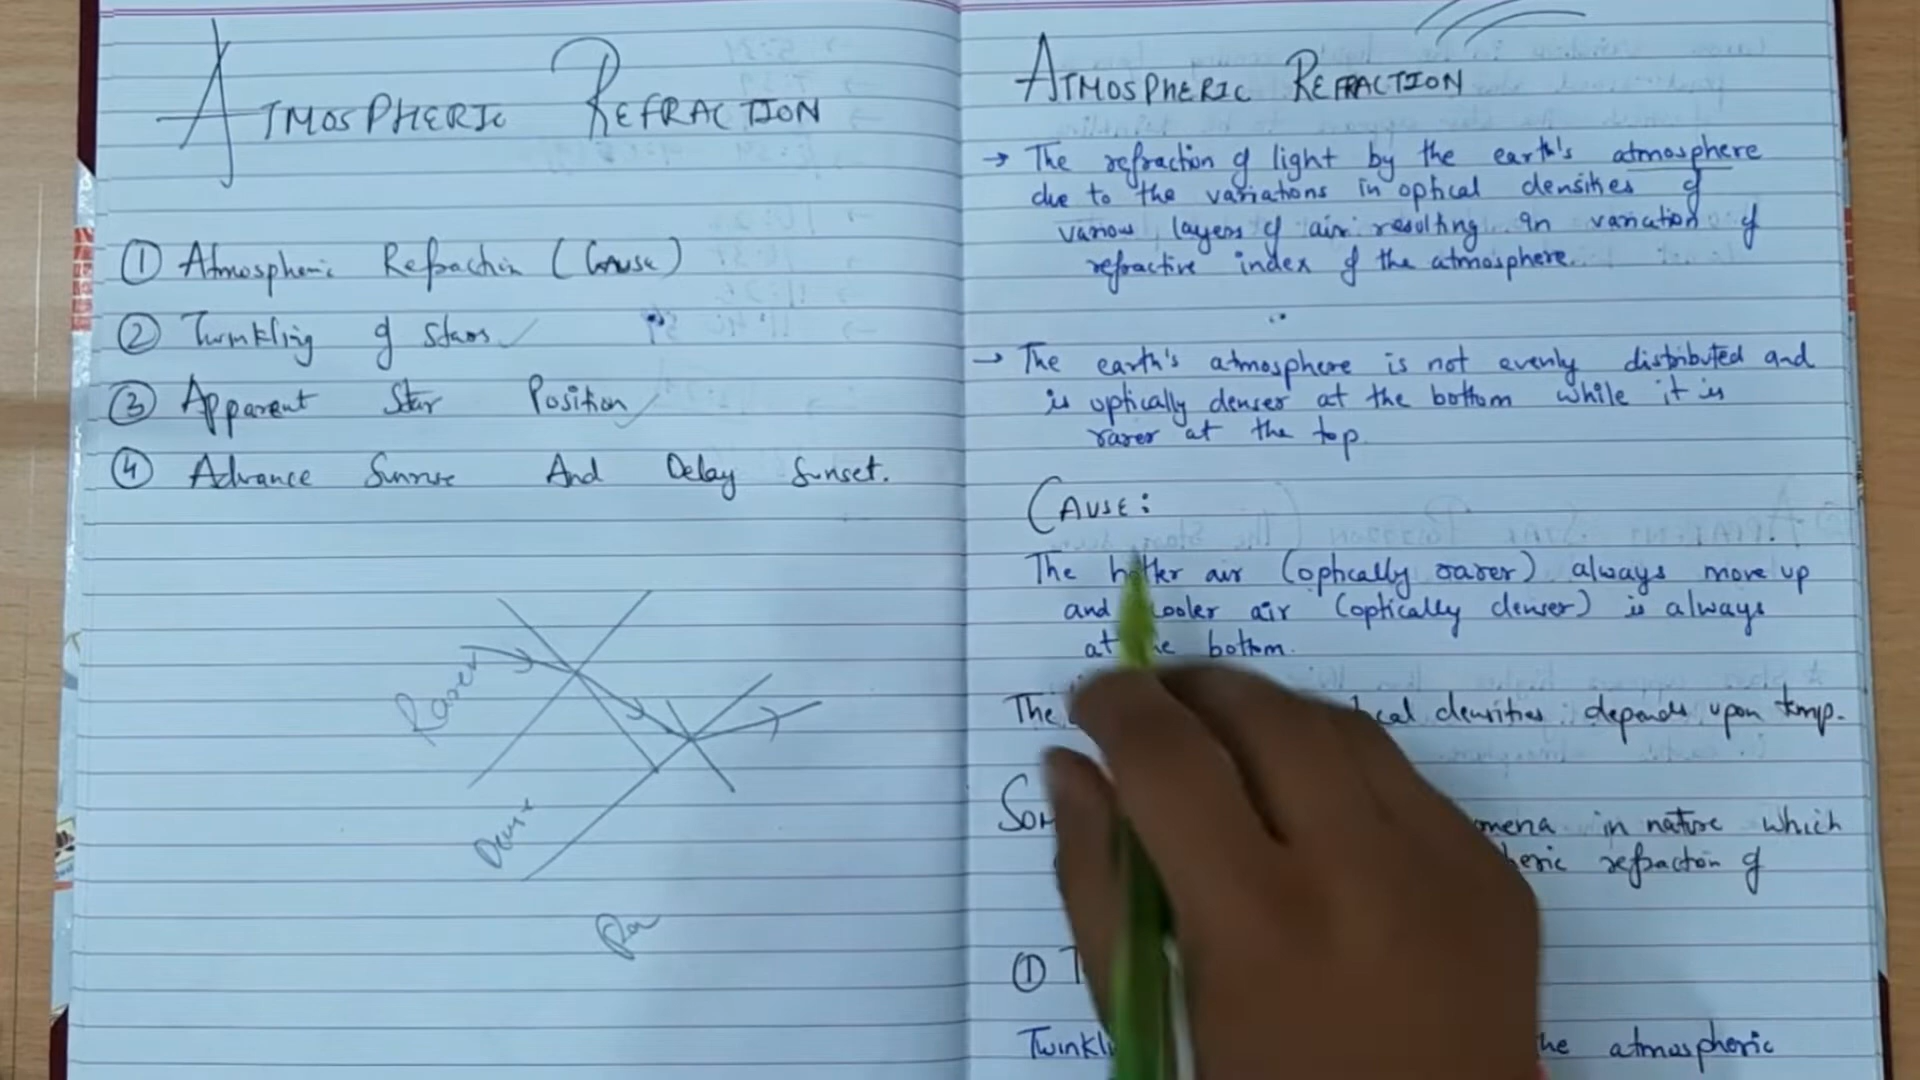 ATMOSPHERIC REFRACTION
① Atmospheric Refraction (Cause)
② Twinkling of Stars
③ Apparent Star Position
④ Advance Sunrise And Delay Sunset.
Rarer
Denser
Ra
ATMOSPHERIC REFRACTION
→ The refraction of light by the earth's atmosphere
due to the variations in optical densities of
various layers of air resulting in variation of
refractive index of the atmosphere.
→ The earth's atmosphere is not evenly distributed and
is optically denser at the bottom while it is
rarer at the top.
CAUSE:
The hotter air (optically rarer) always move up
and cooler air (optically denser) is always
at the bottom.
The densities depends upon temp.
in nature which
refraction of
①
the atmospheric